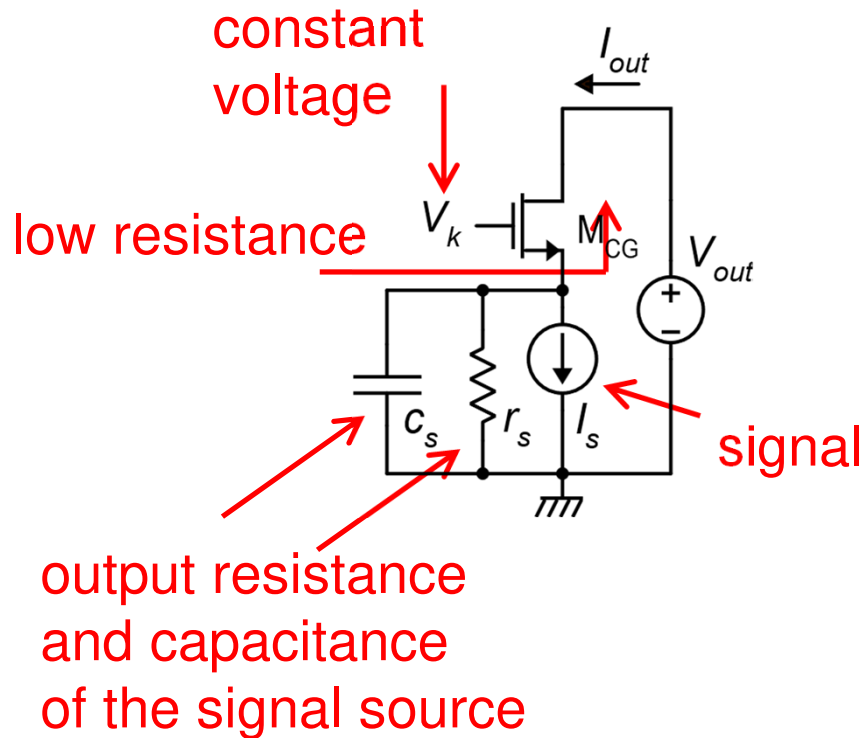 constant
voltage
I_out
low resistance
V_k
M_CG
V_out
+
−
c_s
r_s
I_s
signal
output resistance
and capacitance
of the signal source